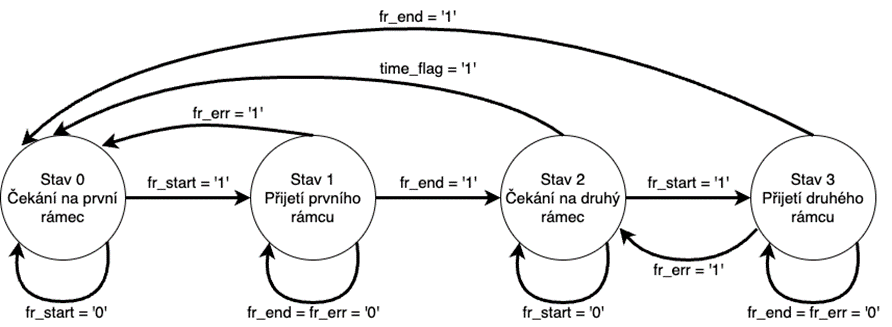 fr_end = '1'
time_flag = '1'
fr_err = '1'
Stav 0
Čekání na první
rámec
fr_start = '1'
Stav 1
Přijetí prvního
rámcu
fr_end = '1'
Stav 2
Čekání na druhý
rámec
fr_start = '1'
Stav 3
Přijetí druhého
rámcu
fr_err = '1'
fr_start = '0'
fr_end = fr_err = '0'
fr_start = '0'
fr_end = fr_err = '0'